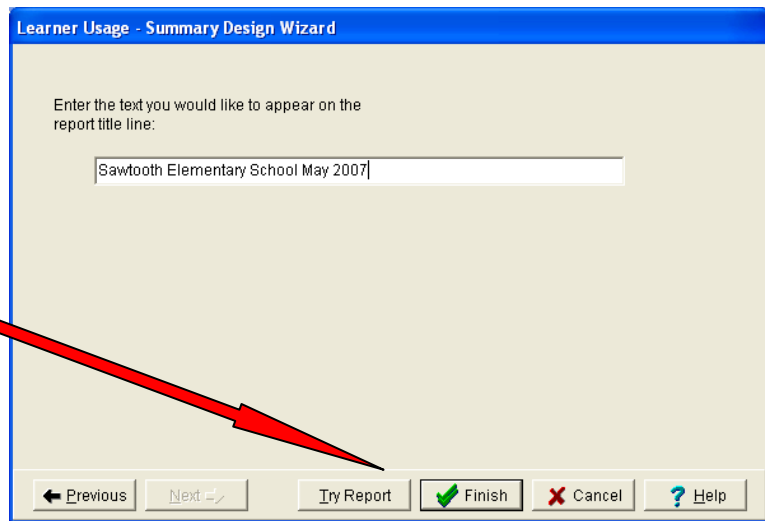 Learner Usage - Summary Design Wizard
Enter the text you would like to appear on the
report title line:
Sawtooth Elementary School May 2007
Previous Next Try Report Finish Cancel ? Help